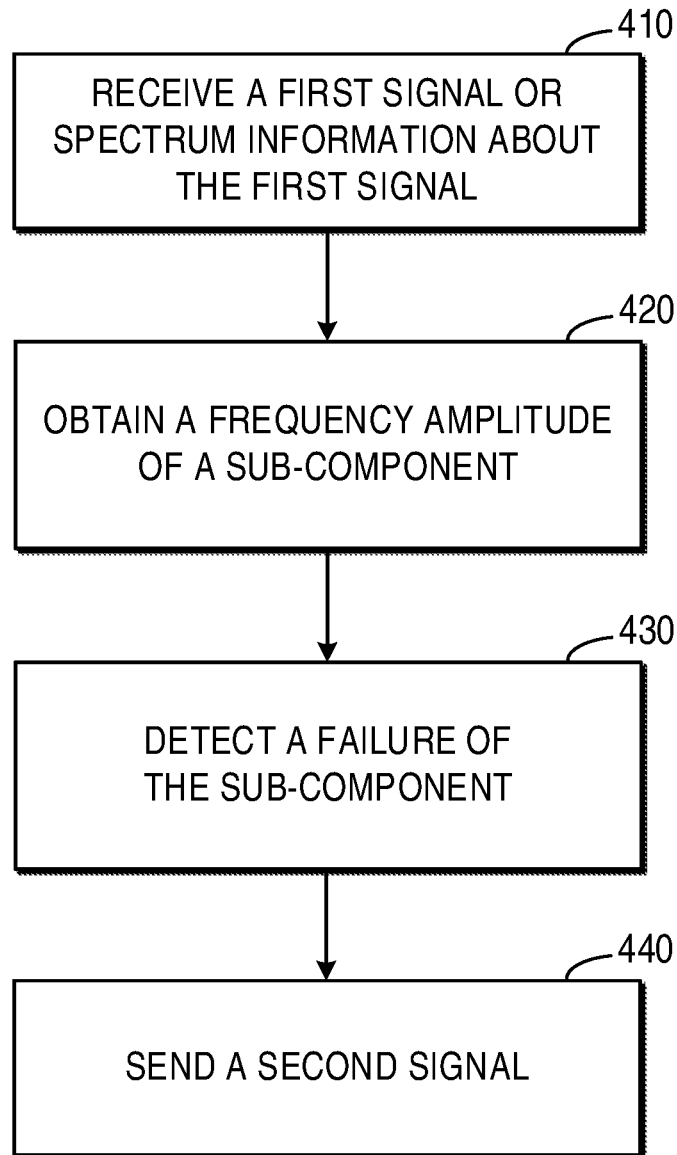 410
RECEIVE A FIRST SIGNAL OR
SPECTRUM INFORMATION ABOUT
THE FIRST SIGNAL
420
OBTAIN A FREQUENCY AMPLITUDE
OF A SUB-COMPONENT
430
DETECT A FAILURE OF
THE SUB-COMPONENT
440
SEND A SECOND SIGNAL